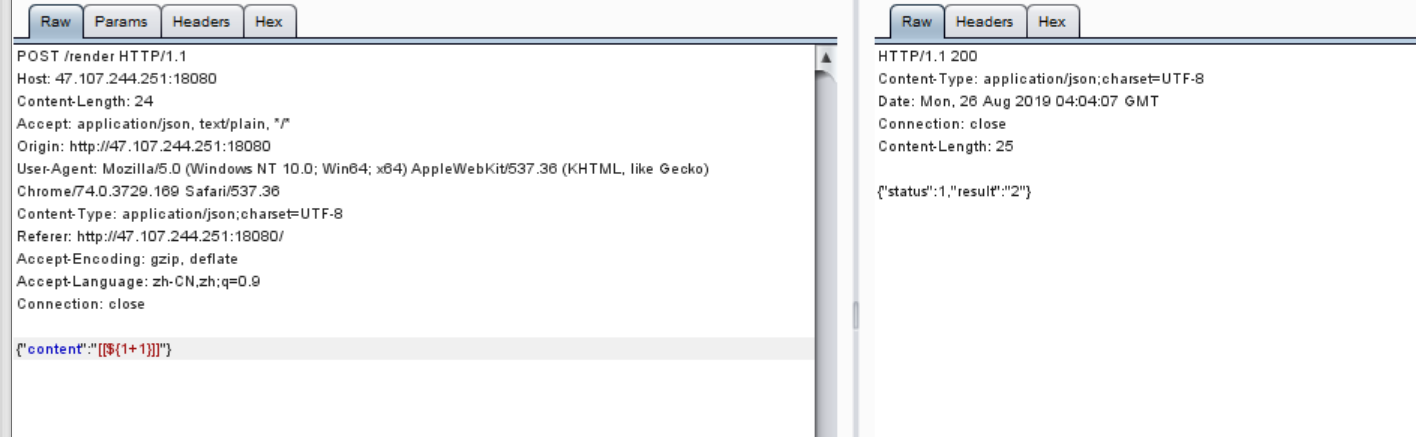 Raw Params Headers Hex
POST /render HTTP/1.1
Host: 47.107.244.251:18080
Content-Length: 24
Accept: application/json, text/plain, */*
Origin: http://47.107.244.251:18080
User-Agent: Mozilla/5.0 (Windows NT 10.0; Win64; x64) AppleWebKit/537.36 (KHTML, like Gecko)
Chrome/74.0.3729.169 Safari/537.36
Content-Type: application/json;charset=UTF-8
Referer: http://47.107.244.251:18080/
Accept-Encoding: gzip, deflate
Accept-Language: zh-CN,zh;q=0.9
Connection: close
{"content":"[[${1+1}]]"}
Raw Headers Hex
HTTP/1.1 200
Content-Type: application/json;charset=UTF-8
Date: Mon, 26 Aug 2019 04:04:07 GMT
Connection: close
Content-Length: 25
{"status":1,"result":"2"}